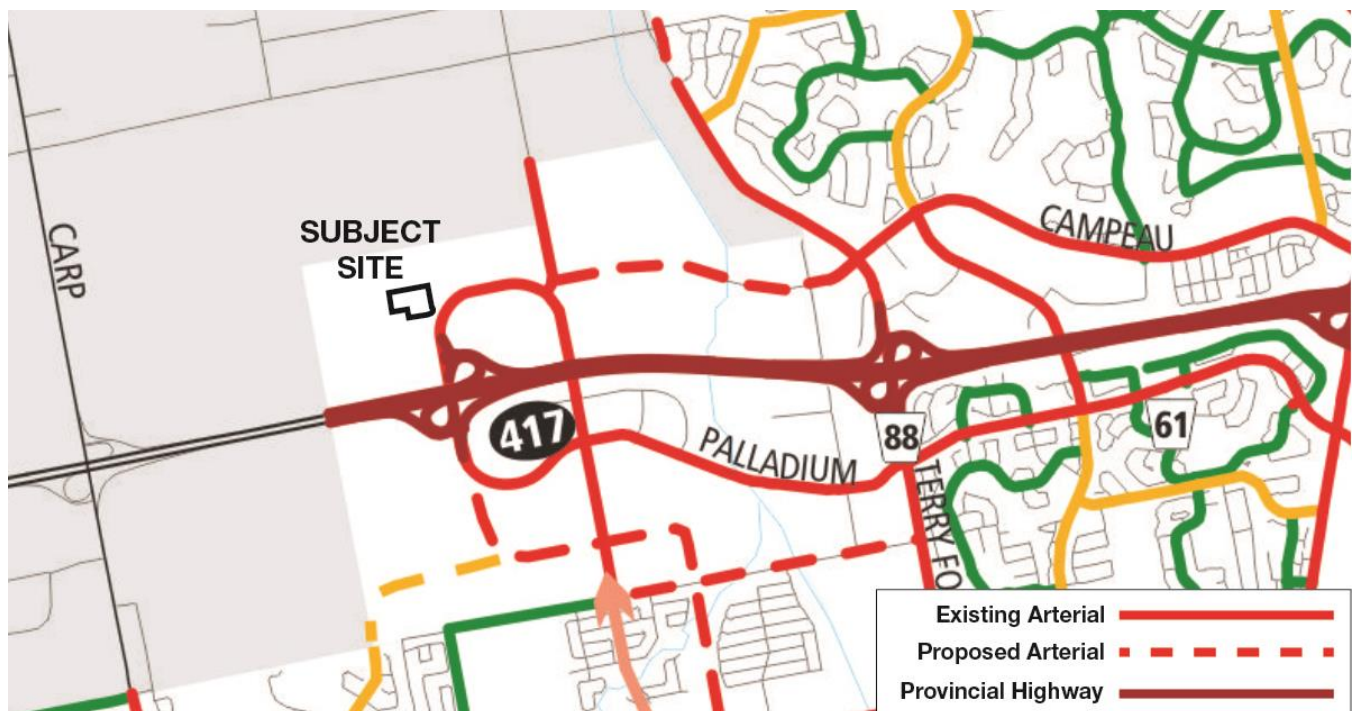 CARP
SUBJECT
SITE
CAMPEAU
417
PALLADIUM
88
61
TERRY FO
Existing Arterial
Proposed Arterial
Provincial Highway